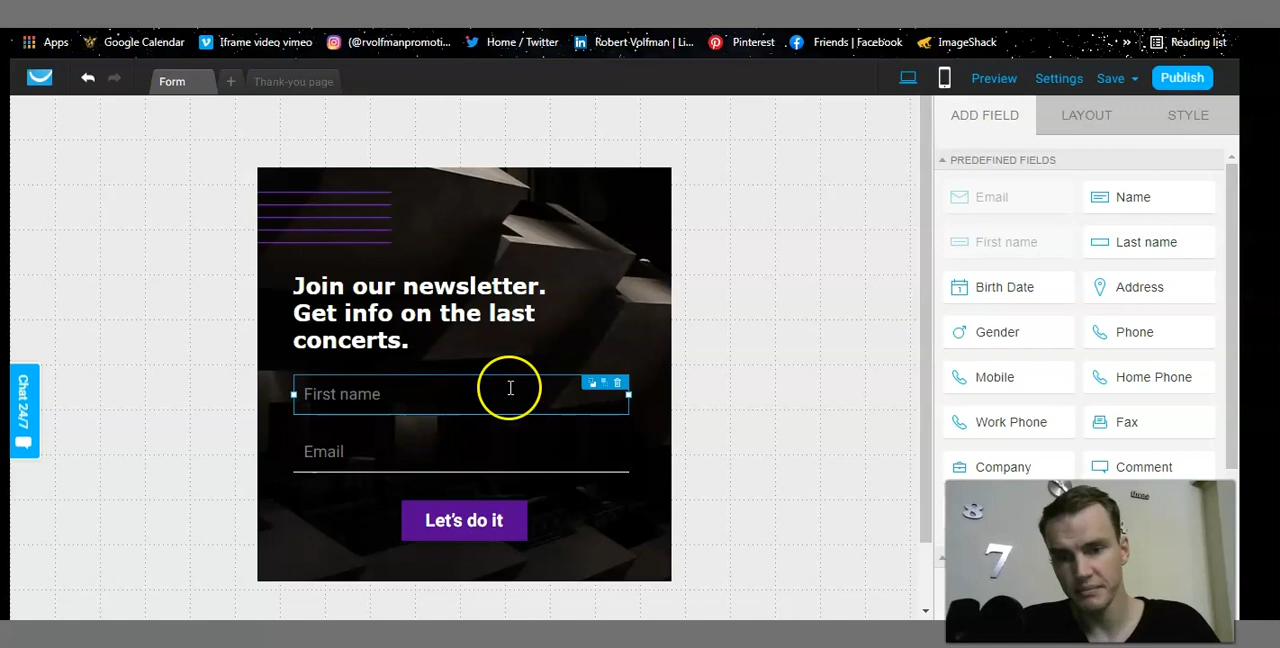 Apps Google Calendar Iframe video vimeo (@rvolfmanpromoti... Home / Twitter Robert Volfman | Li... Pinterest Friends | Facebook ImageShack » Reading list
Form + Thank-you page Preview Settings Save Publish
ADD FIELD LAYOUT STYLE
PREDEFINED FIELDS
Email Name
First name Last name
Birth Date Address
Gender Phone
Mobile Home Phone
Work Phone Fax
Company Comment
Join our newsletter.
Get info on the last
concerts.
First name
Email
Let's do it
Chat 24/7
three
8
7